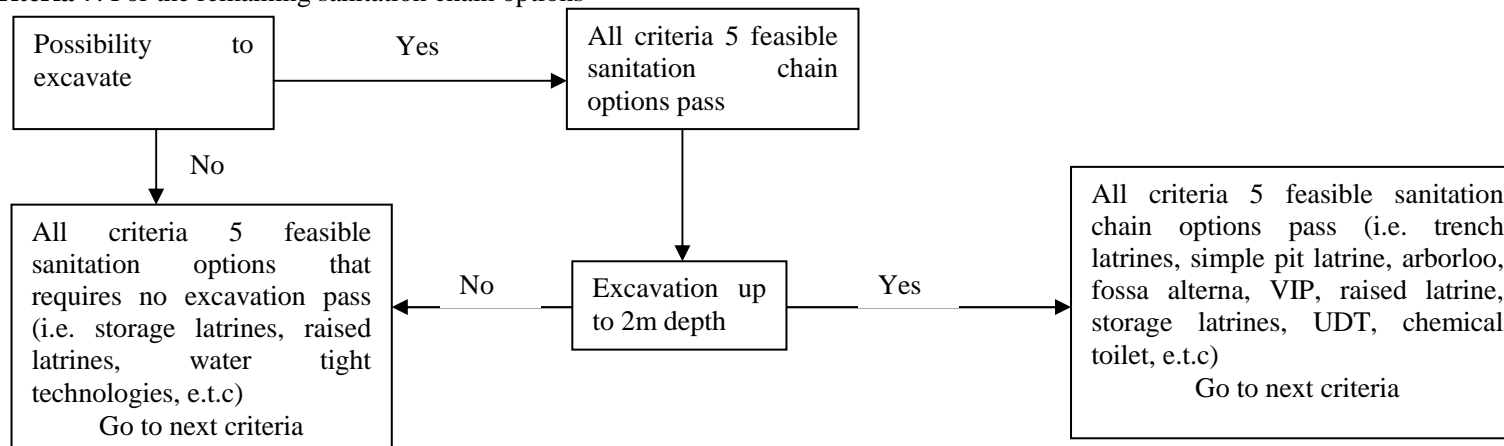 For the remaining sanitation chain options
Possibility to
excavate
Yes
All criteria 5 feasible
sanitation chain
options pass
No
All criteria 5 feasible
sanitation options that
requires no excavation pass
(i.e. storage latrines, raised
latrines, water tight
technologies, e.t.c)
Go to next criteria
No
Excavation up
to 2m depth
Yes
All criteria 5 feasible sanitation
chain options pass (i.e. trench
latrines, simple pit latrine, arborloo,
fossa alterna, VIP, raised latrine,
storage latrines, UDT, chemical
toilet, e.t.c)
Go to next criteria